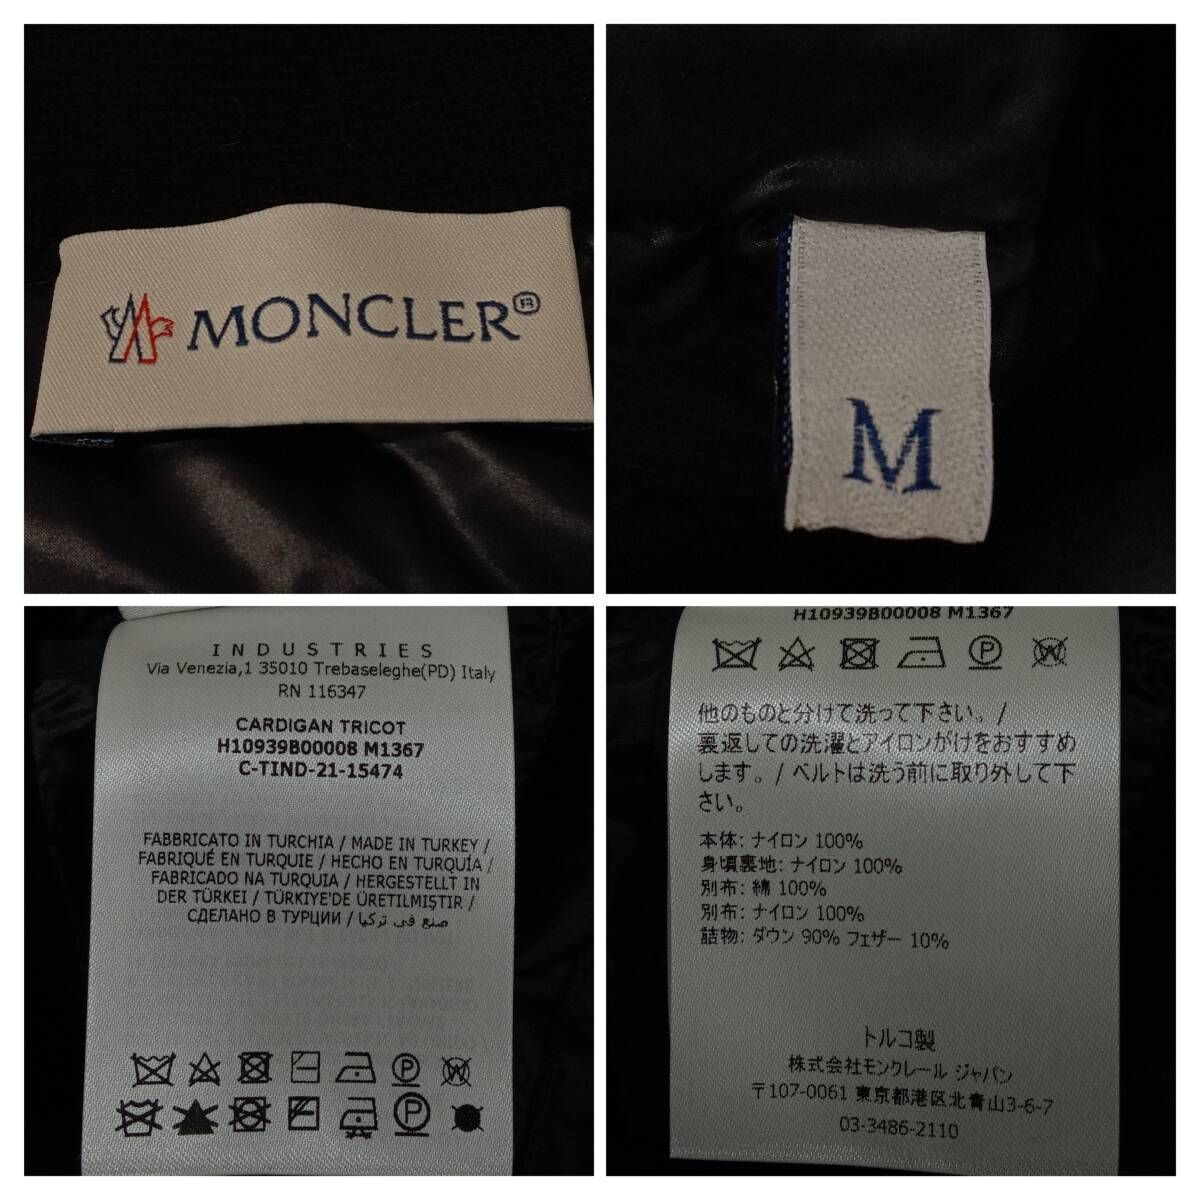 MONCLER®
M
INDUSTRIES
Via Venezia,1 35010 Trebaseleghe(PD) Italy
RN 116347
CARDIGAN TRICOT
H10939B00008 M1367
C-TIND-21-15474
FABBRICATO IN TURCHIA / MADE IN TURKEY /
FABRIQUÉ EN TURQUIE / HECHO EN TURQUÍA /
FABRICADO NA TURQUIA / HERGESTELLT IN
DER TÜRKEI / TÜRKIYE'DE ÜRETILMIŞTIR /
СДЕЛАНО В ТУРЦИИ / صنع في تركيا
P
W
P
H10939B00008 M1367
P
W
他のものと分けて洗って下さい。/
裏返しての洗濯とアイロンがけをおすすめ
します。/ ベルトは洗う前に取り外して下
さい。
本体: ナイロン 100%
身頃裏地: ナイロン 100%
別布: 綿 100%
別布: ナイロン 100%
詰物: ダウン 90% フェザー 10%
トルコ製
株式会社モンクレール ジャパン
〒107-0061 東京都港区北青山3-6-7
03-3486-2110